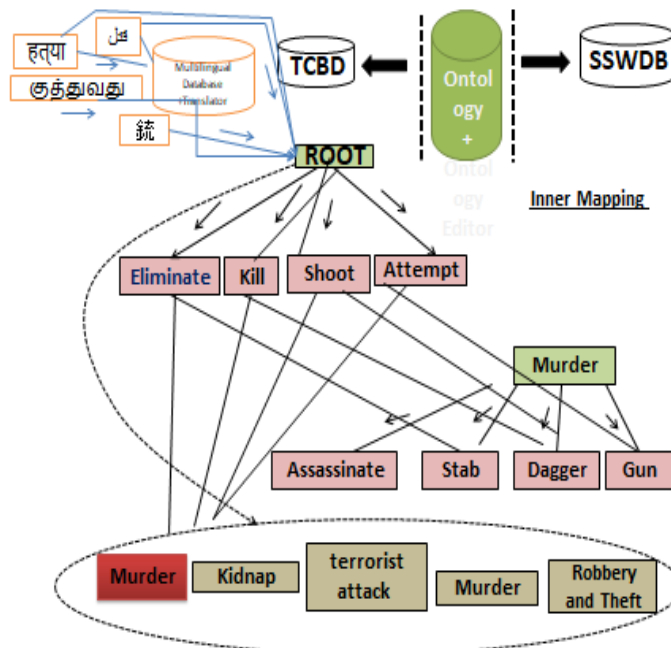 हत्या
قتل
Multilingual
Database
+Translator
TCBD
Ontol
ogy
+
Ontol
ogy
Editor
SSWDB
குத்துவது
銃
ROOT
Inner Mapping
Eliminate
Kill
Shoot
Attempt
Murder
Assassinate
Stab
Dagger
Gun
Murder
Kidnap
terrorist
attack
Murder
Robbery
and Theft